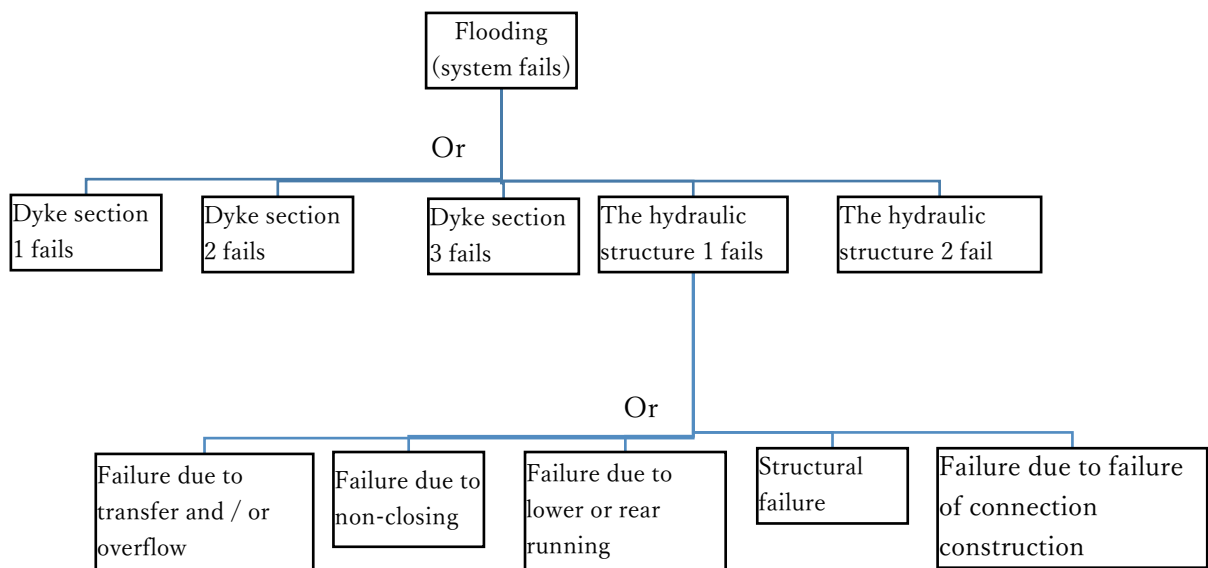 Flooding
(system fails)
Or
Dyke section
1 fails
Dyke section
2 fails
Dyke section
3 fails
The hydraulic
structure 1 fails
The hydraulic
structure 2 fail
Or
Failure due to
transfer and / or
overflow
Failure due to
non-closing
Failure due to
lower or rear
running
Structural
failure
Failure due to failure
of connection
construction